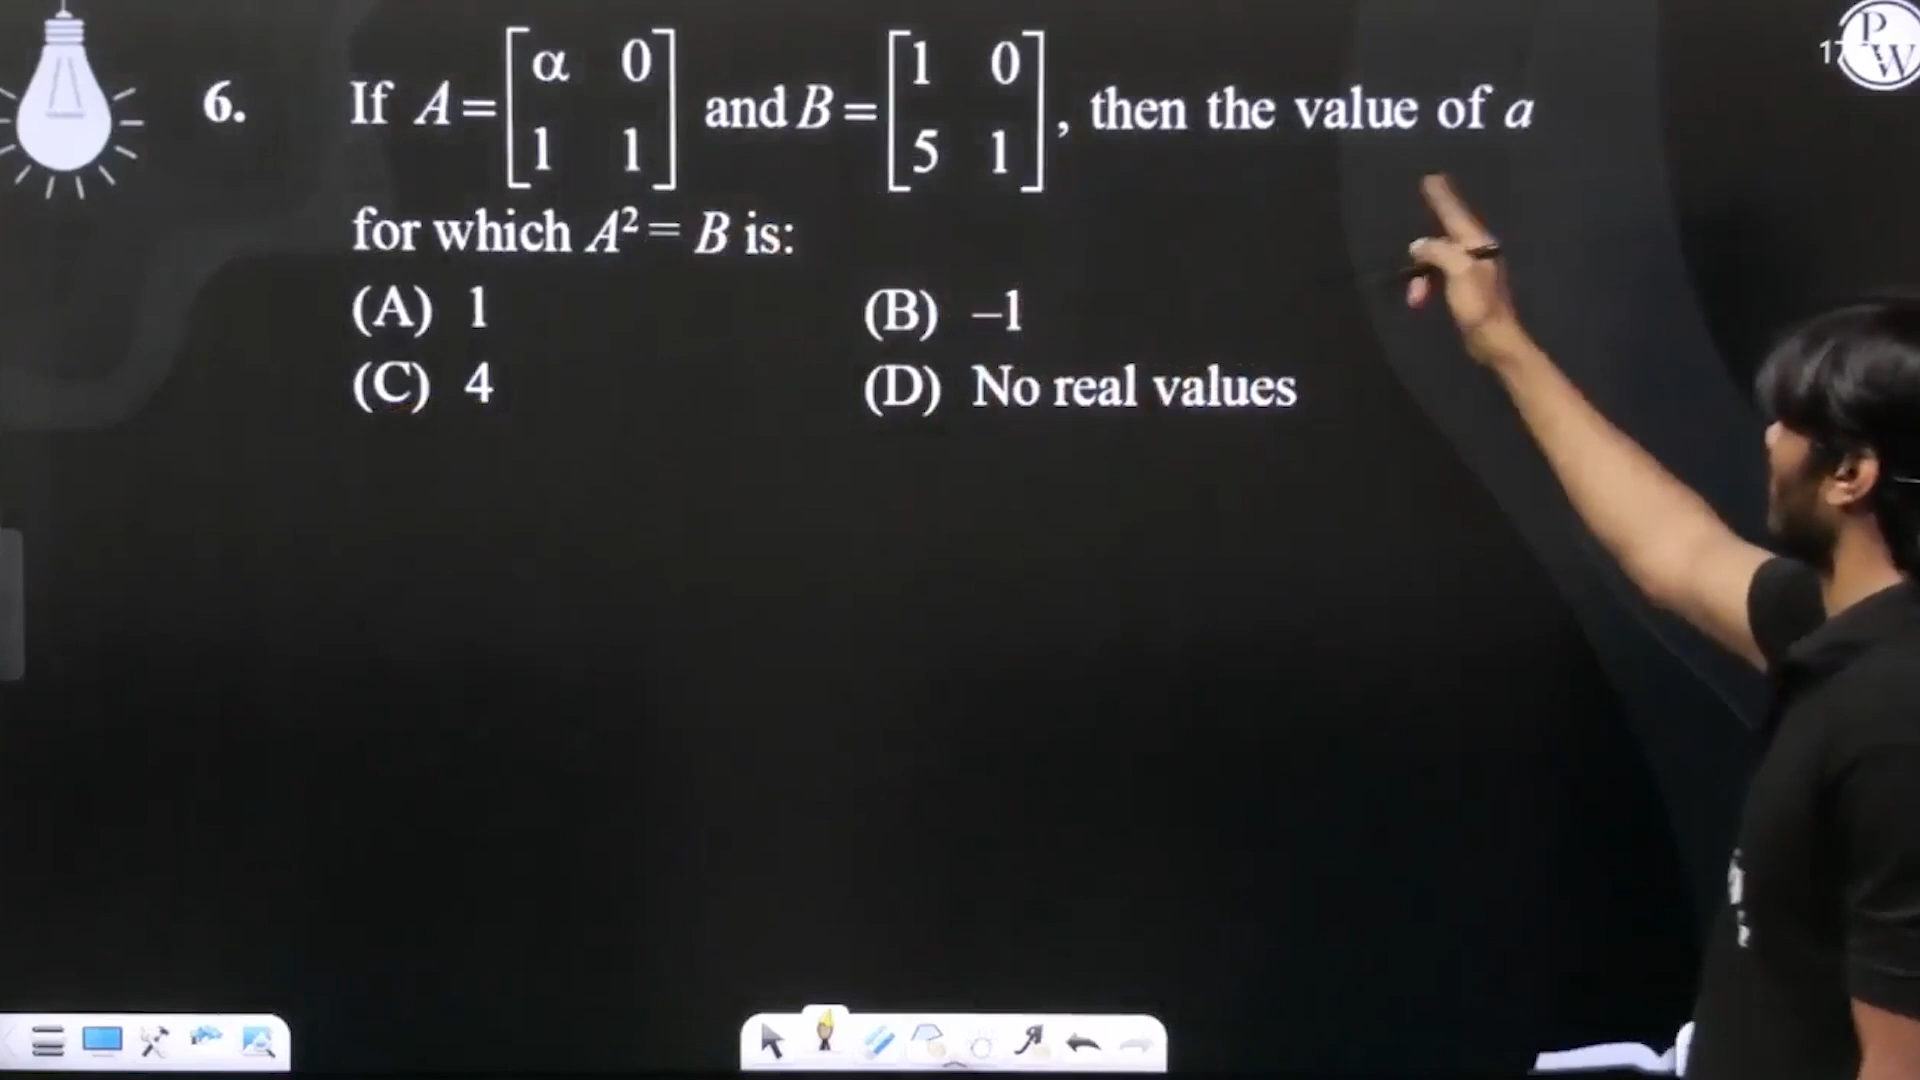 6. If A = [α 0 1 1] and B = [1 0 5 1], then the value of a
for which A² = B is:
(A) 1 (B) –1
(C) 4 (D) No real values
PW